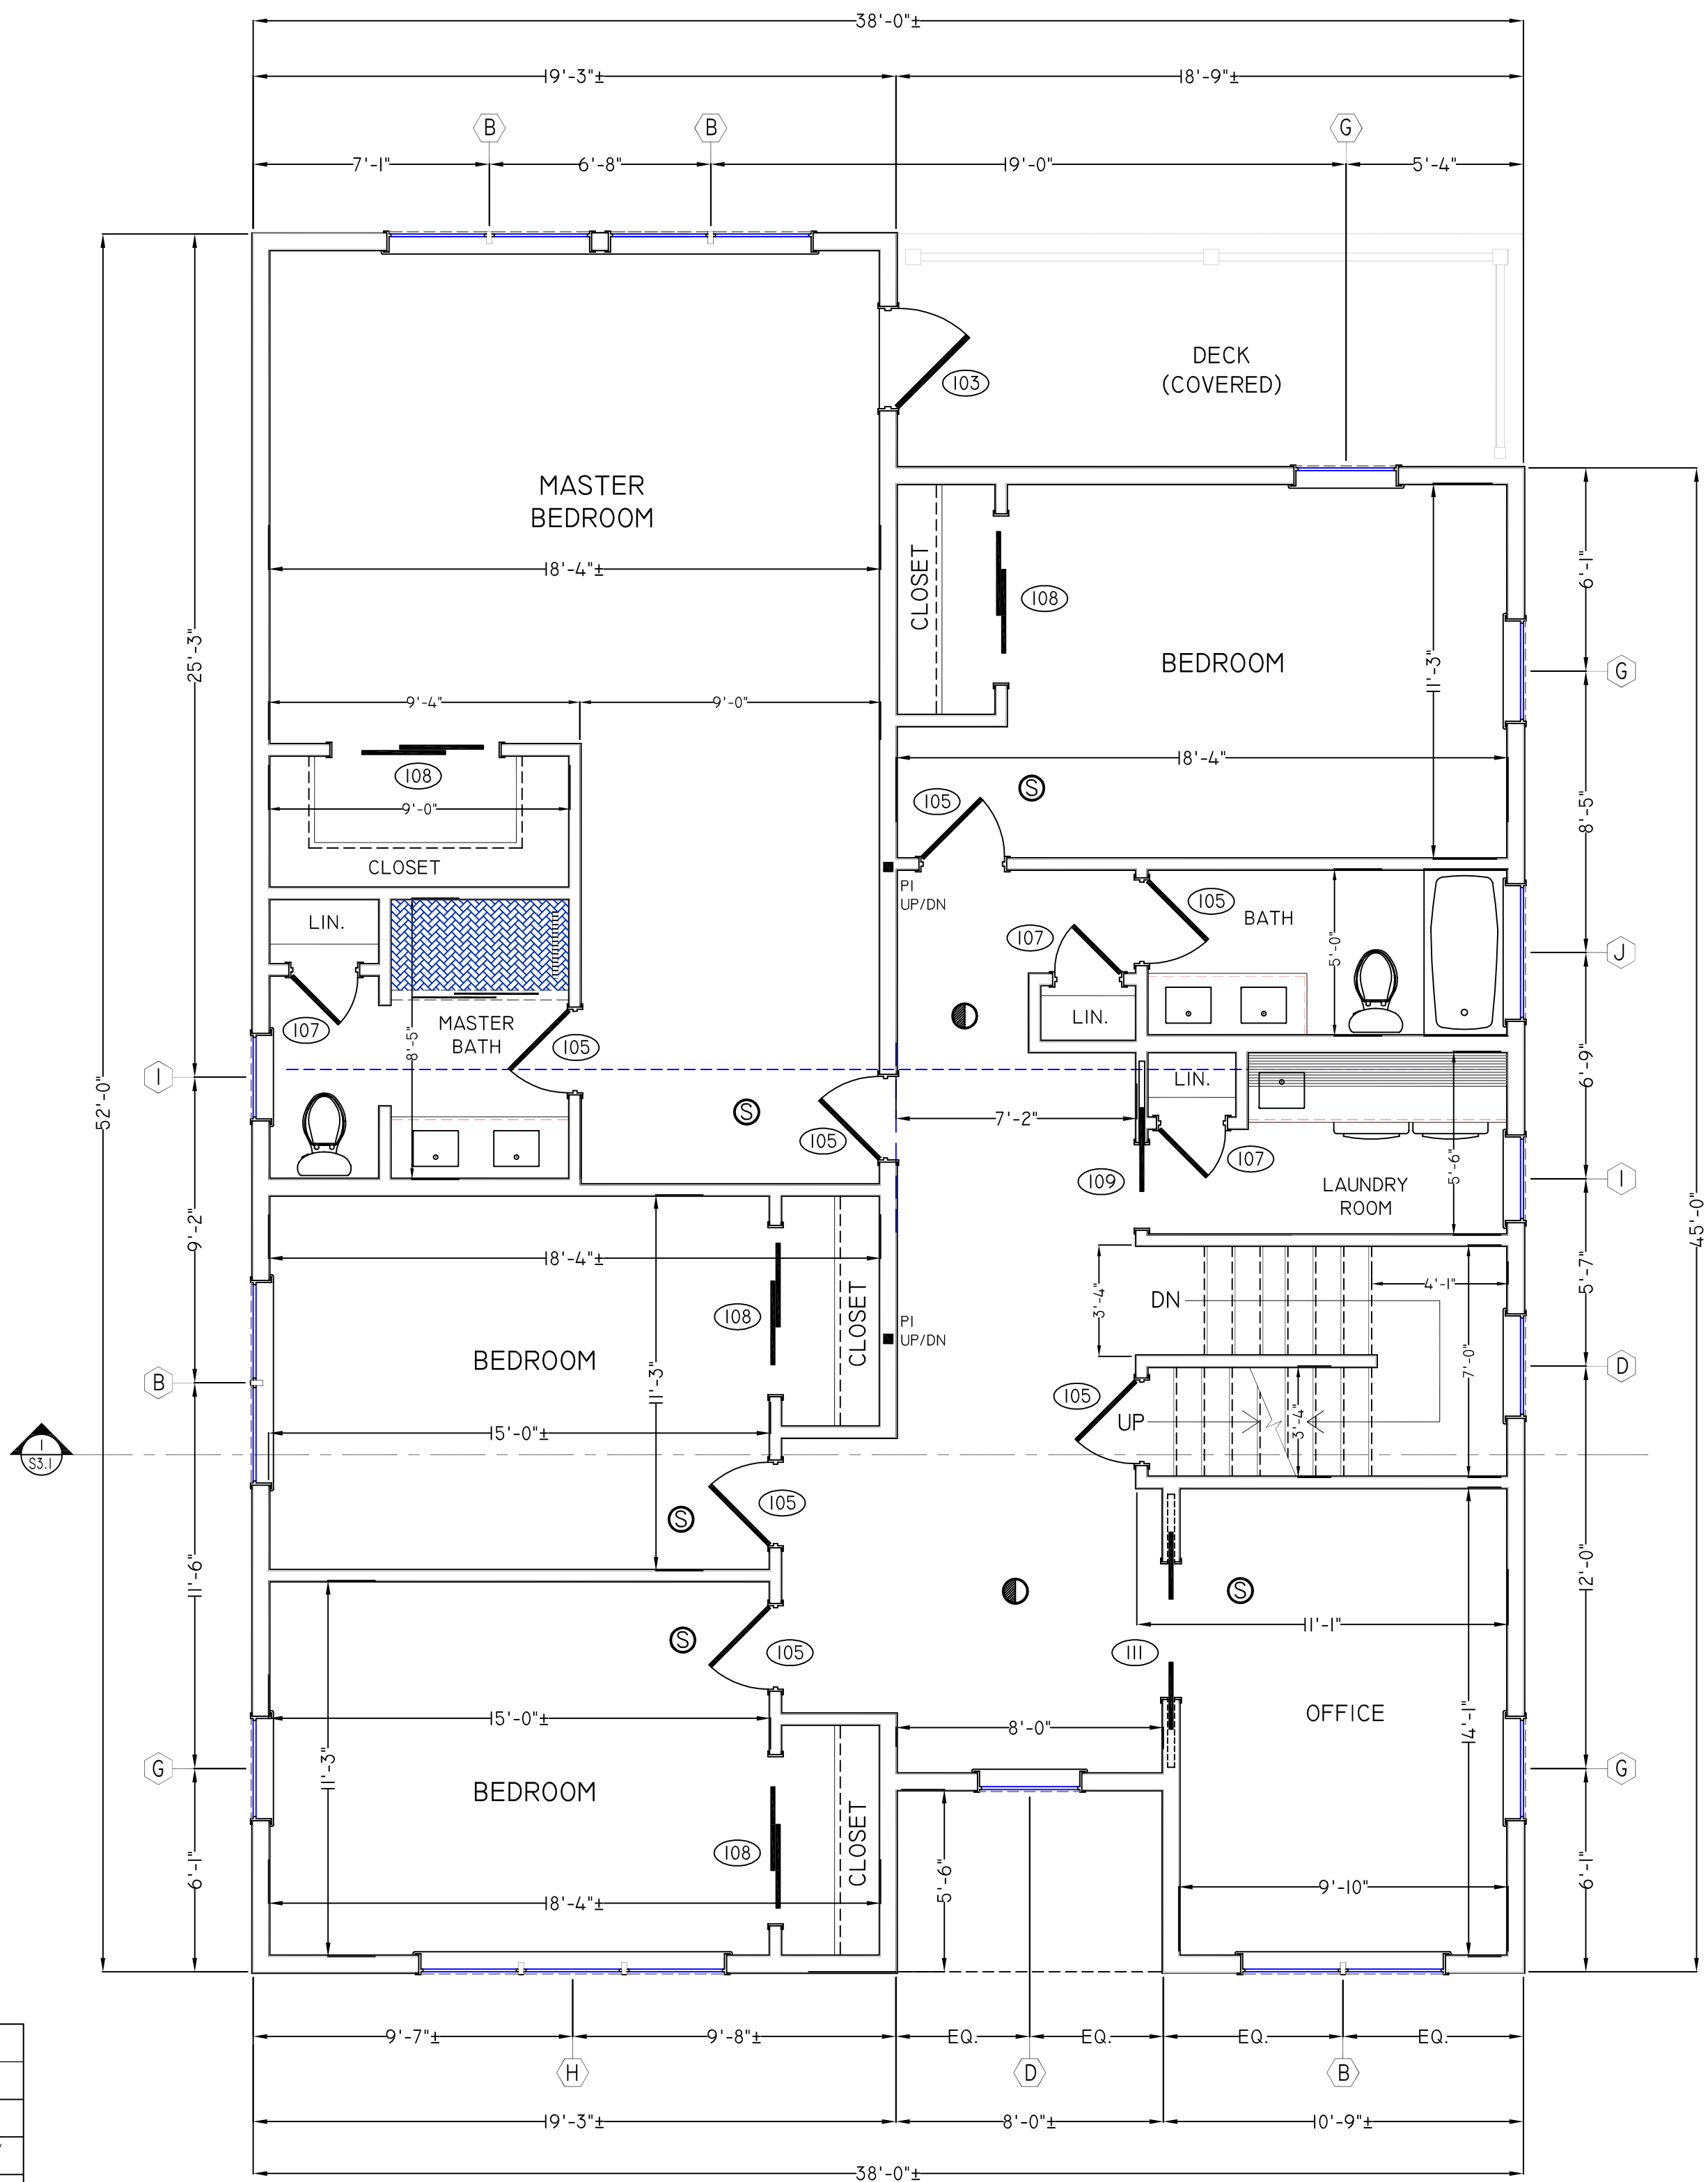 38'-0"±
19'-3"±
18'-9"±
B
B
G
7'-1"
6'-8"
19'-0"
5'-4"
103
DECK
(COVERED)
MASTER
BEDROOM
18'-4"±
CLOSET
108
BEDROOM
11'-3"
6'-1"
G
25'-3"
9'-4"
9'-0"
108
9'-0"
CLOSET
18'-4"
S
105
8'-5"
PI
UP/DN
LIN.
107
105
BATH
5'-0"
J
107
MASTER
BATH
8'-5"
105
LIN.
I
52'-0"
S
105
7'-2"
LIN.
6'-9"
107
109
LAUNDRY
ROOM
5'-6"
I
45'-0"
9'-2"
18'-4"±
108
CLOSET
PI
UP/DN
3'-4"
DN
4'-1"
5'-7"
BEDROOM
11'-3"
7'-0"
D
B
15'-0"±
105
UP
3'-4"
1
S3.1
S
105
11'-6"
12'-0"
S
11'-1"
S
105
111
15'-0"±
11'-3"
OFFICE
14'-1"
8'-0"
G
G
BEDROOM
108
CLOSET
6'-1"
18'-4"±
5'-6"
9'-10"
6'-1"
9'-7"±
9'-8"±
EQ.
EQ.
EQ.
EQ.
H
D
B
19'-3"±
8'-0"±
10'-9"±
38'-0"±